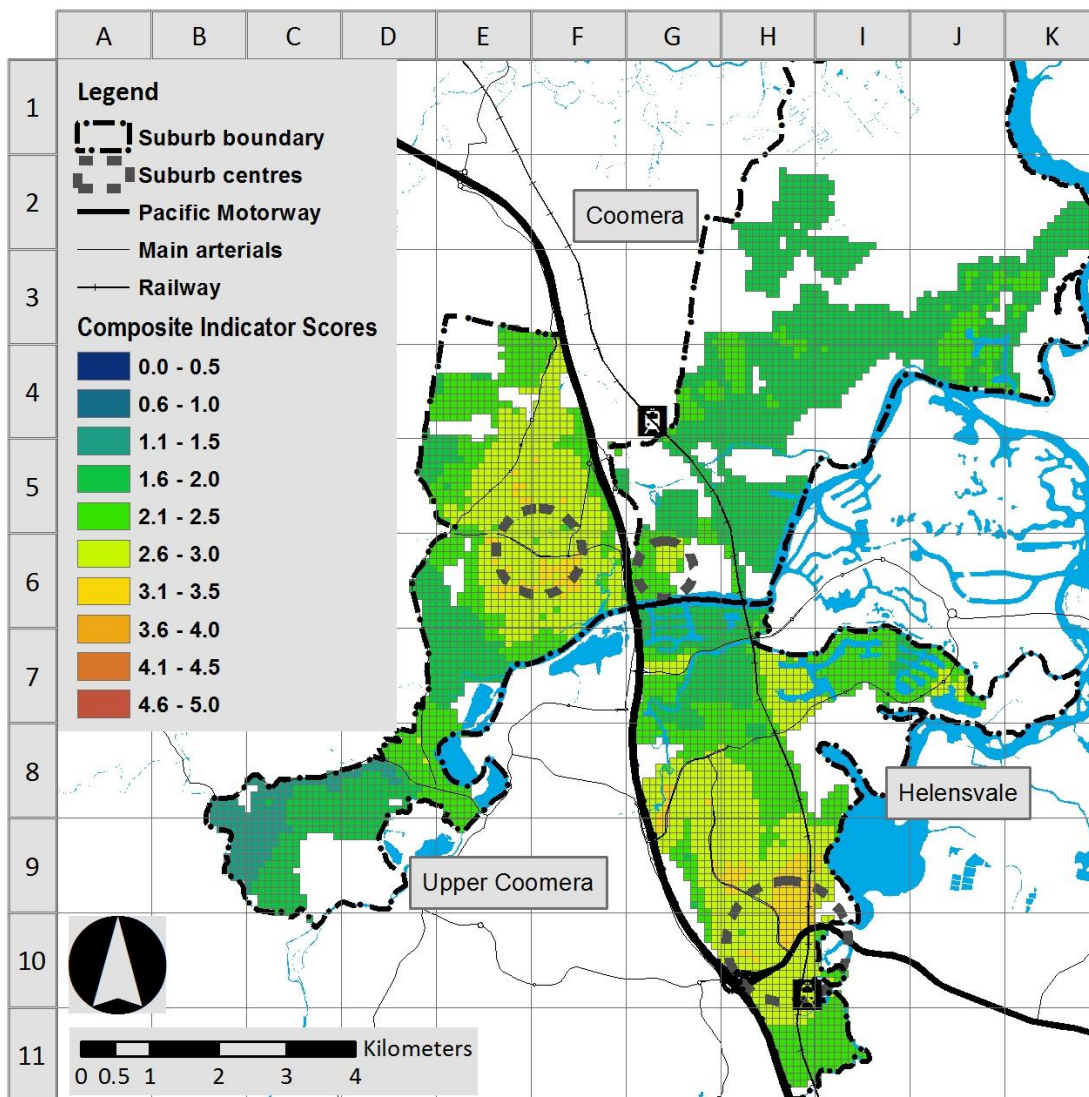 A B C D E F G H I J K
1
2
3
4
5
6
7
8
9
10
11
Legend
Suburb boundary
Suburb centres
Pacific Motorway
Main arterials
Railway
Composite Indicator Scores
0.0 - 0.5
0.6 - 1.0
1.1 - 1.5
1.6 - 2.0
2.1 - 2.5
2.6 - 3.0
3.1 - 3.5
3.6 - 4.0
4.1 - 4.5
4.6 - 5.0
Coomera
Helensvale
Upper Coomera
Kilometers
0 0.5 1 2 3 4